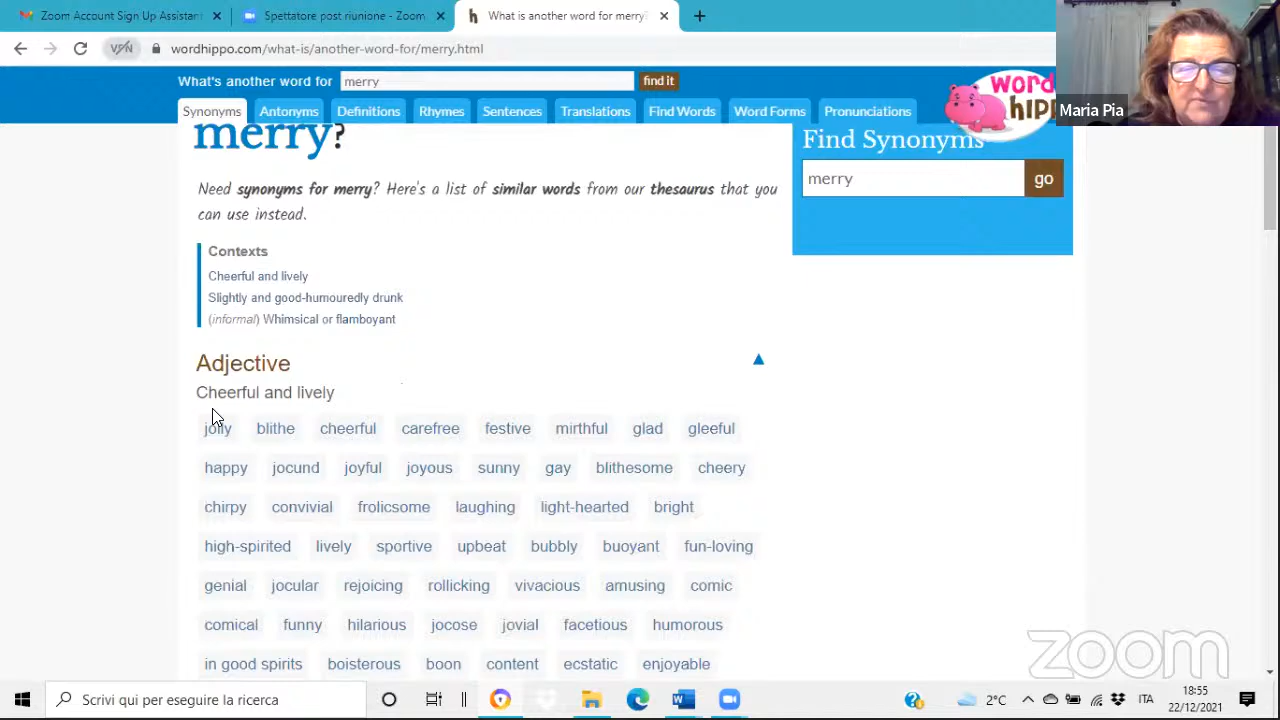 Zoom Account Sign Up Assistan
Spettatore post riunione - Zoom
What is another word for merry?
VPN
wordhippo.com/what-is/another-word-for/merry.html
What's another word for merry find it
Synonyms Antonyms Definitions Rhymes Sentences Translations Find Words Word Forms Pronunciations
word
hipp
Maria Pia
merry?
Find Synonyms
merry go
Need synonyms for merry? Here's a list of similar words from our thesaurus that you
can use instead.
Contexts
Cheerful and lively
Slightly and good-humouredly drunk
(informal) Whimsical or flamboyant
Adjective
Cheerful and lively
jolly blithe cheerful carefree festive mirthful glad gleeful
happy jocund joyful joyous sunny gay blithesome cheery
chirpy convivial frolicsome laughing light-hearted bright
high-spirited lively sportive upbeat bubbly buoyant fun-loving
genial jocular rejoicing rollicking vivacious amusing comic
comical funny hilarious jocose jovial facetious humorous
in good spirits boisterous boon content ecstatic enjoyable
zoom
Scrivi qui per eseguire la ricerca
2°C
ITA
18:55
22/12/2021